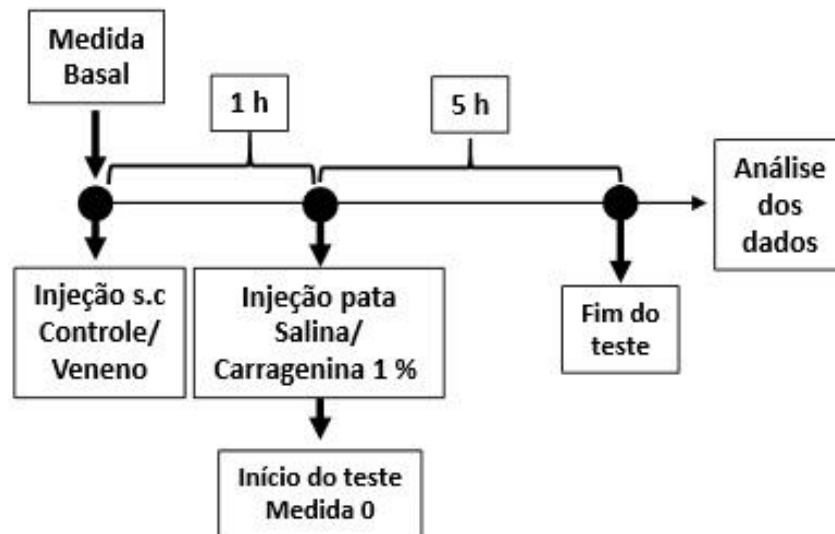 Medida
Basal
1 h
5 h
Análise
dos
dados
Injeção s.c
Controle/
Veneno
Injeção pata
Salina/
Carragenina 1 %
Fim do
teste
Início do teste
Medida 0